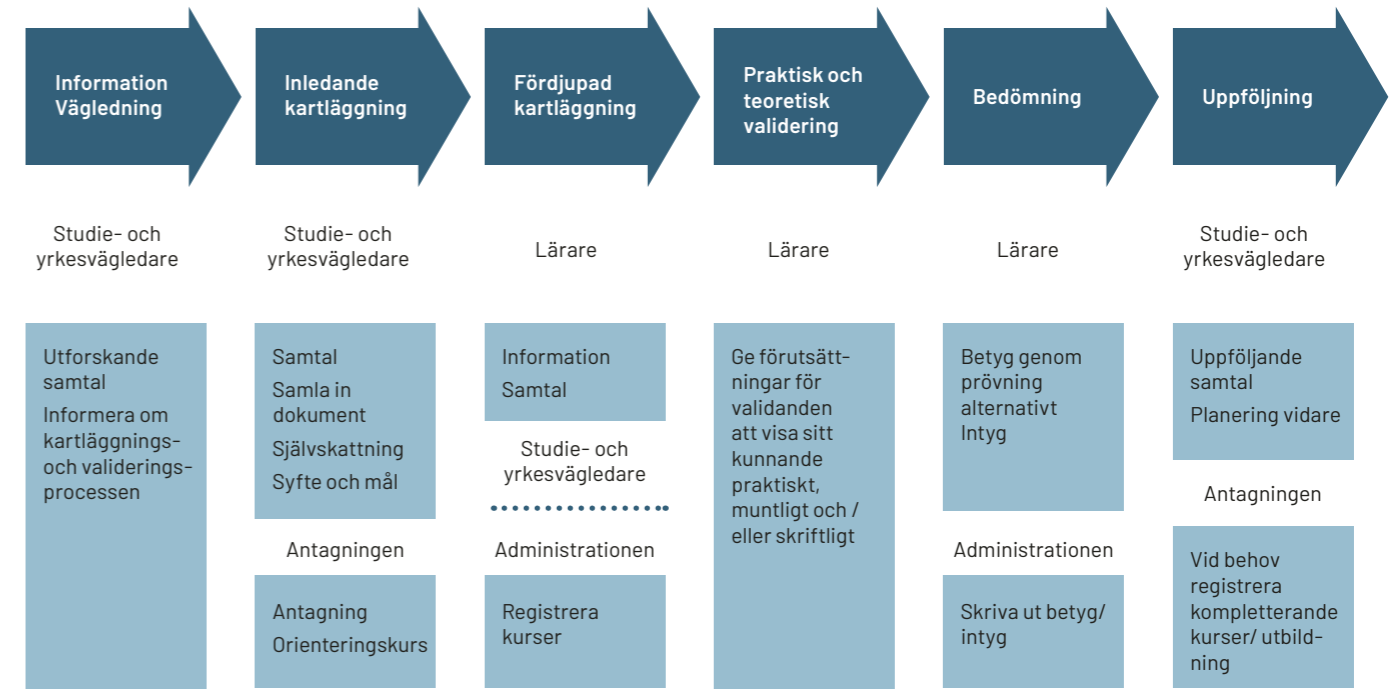 Information
Vägledning
Inledande
kartläggning
Fördjupad
kartläggning
Praktisk och
teoretisk
validering
Bedömning
Uppföljning
Studie- och
yrkesvägledare
Studie- och
yrkesvägledare
Lärare
Lärare
Lärare
Studie- och
yrkesvägledare
Utforskande
samtal
Informera om
kartläggnings-
och validerings-
processen
Samtal
Samla in
dokument
Självskattning
Syfte och mål
Antagningen
Antagning
Orienteringskurs
Information
Samtal
Studie- och
yrkesvägledare
Administrationen
Registrera
kurser
Ge förutsätt-
ningar för
validanden
att visa sitt
kunnande
praktiskt,
muntligt och /
eller skriftligt
Betyg genom
prövning
alternativt
Intyg
Administrationen
Skriva ut betyg/
intyg
Uppföljande
samtal
Planering vidare
Antagningen
Vid behov
registrera
kompletterande
kurser/ utbild-
ning